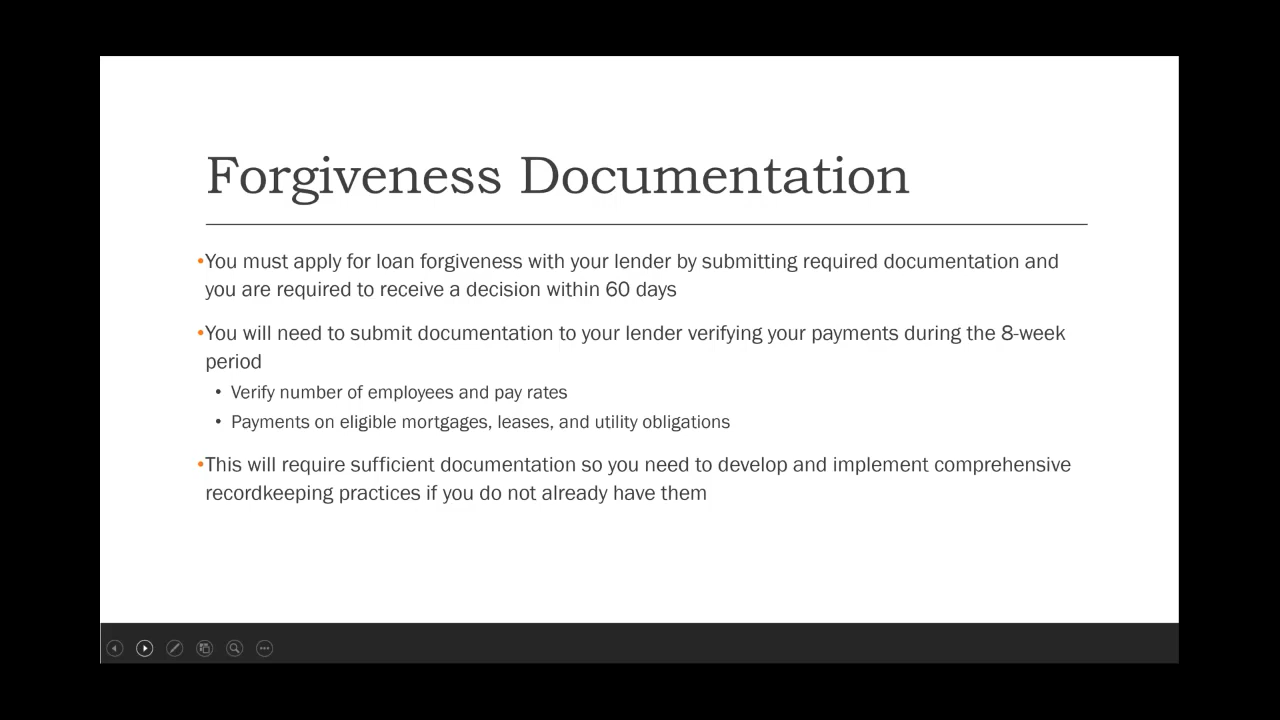 Forgiveness Documentation
•You must apply for loan forgiveness with your lender by submitting required documentation and
you are required to receive a decision within 60 days
•You will need to submit documentation to your lender verifying your payments during the 8-week
period
• Verify number of employees and pay rates
• Payments on eligible mortgages, leases, and utility obligations
•This will require sufficient documentation so you need to develop and implement comprehensive
recordkeeping practices if you do not already have them